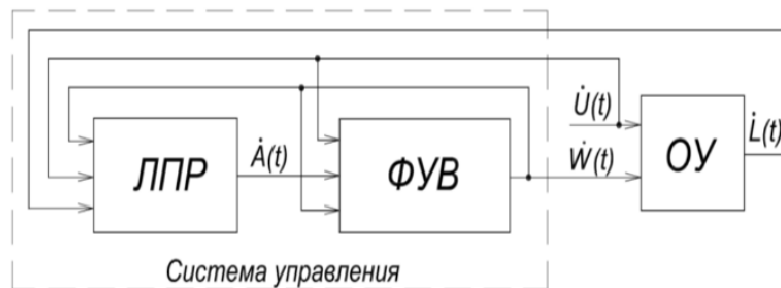 U̇(t)
L̇(t)
ЛПР
Ȧ(t)
ФУВ
Ẇ(t)
ОУ
Система управления